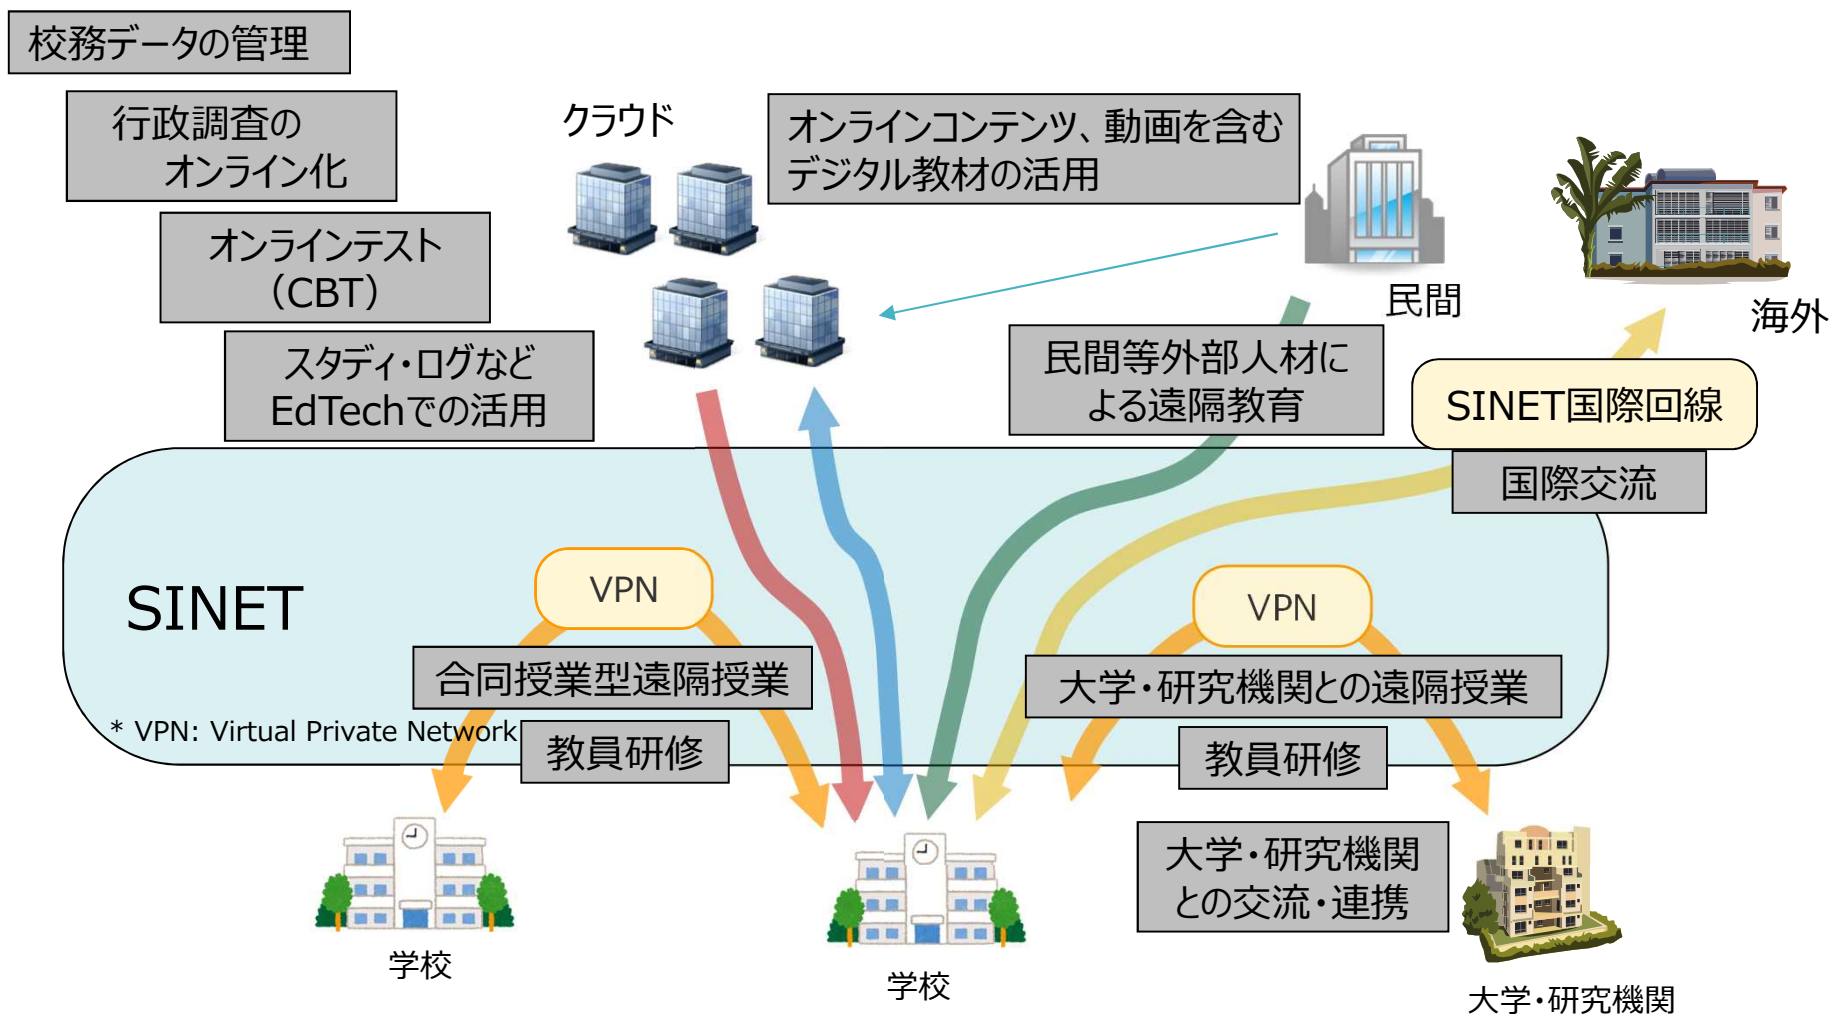 校務データの管理
行政調査の
オンライン化
オンラインテスト
（CBT）
スタディ・ログなど
EdTechでの活用
クラウド
オンラインコンテンツ、動画を含む
デジタル教材の活用
民間
海外
民間等外部人材に
よる遠隔教育
SINET国際回線
国際交流
SINET
VPN
VPN
合同授業型遠隔授業
大学・研究機関との遠隔授業
* VPN: Virtual Private Network
教員研修
教員研修
大学・研究機関
との交流・連携
学校
学校
大学・研究機関